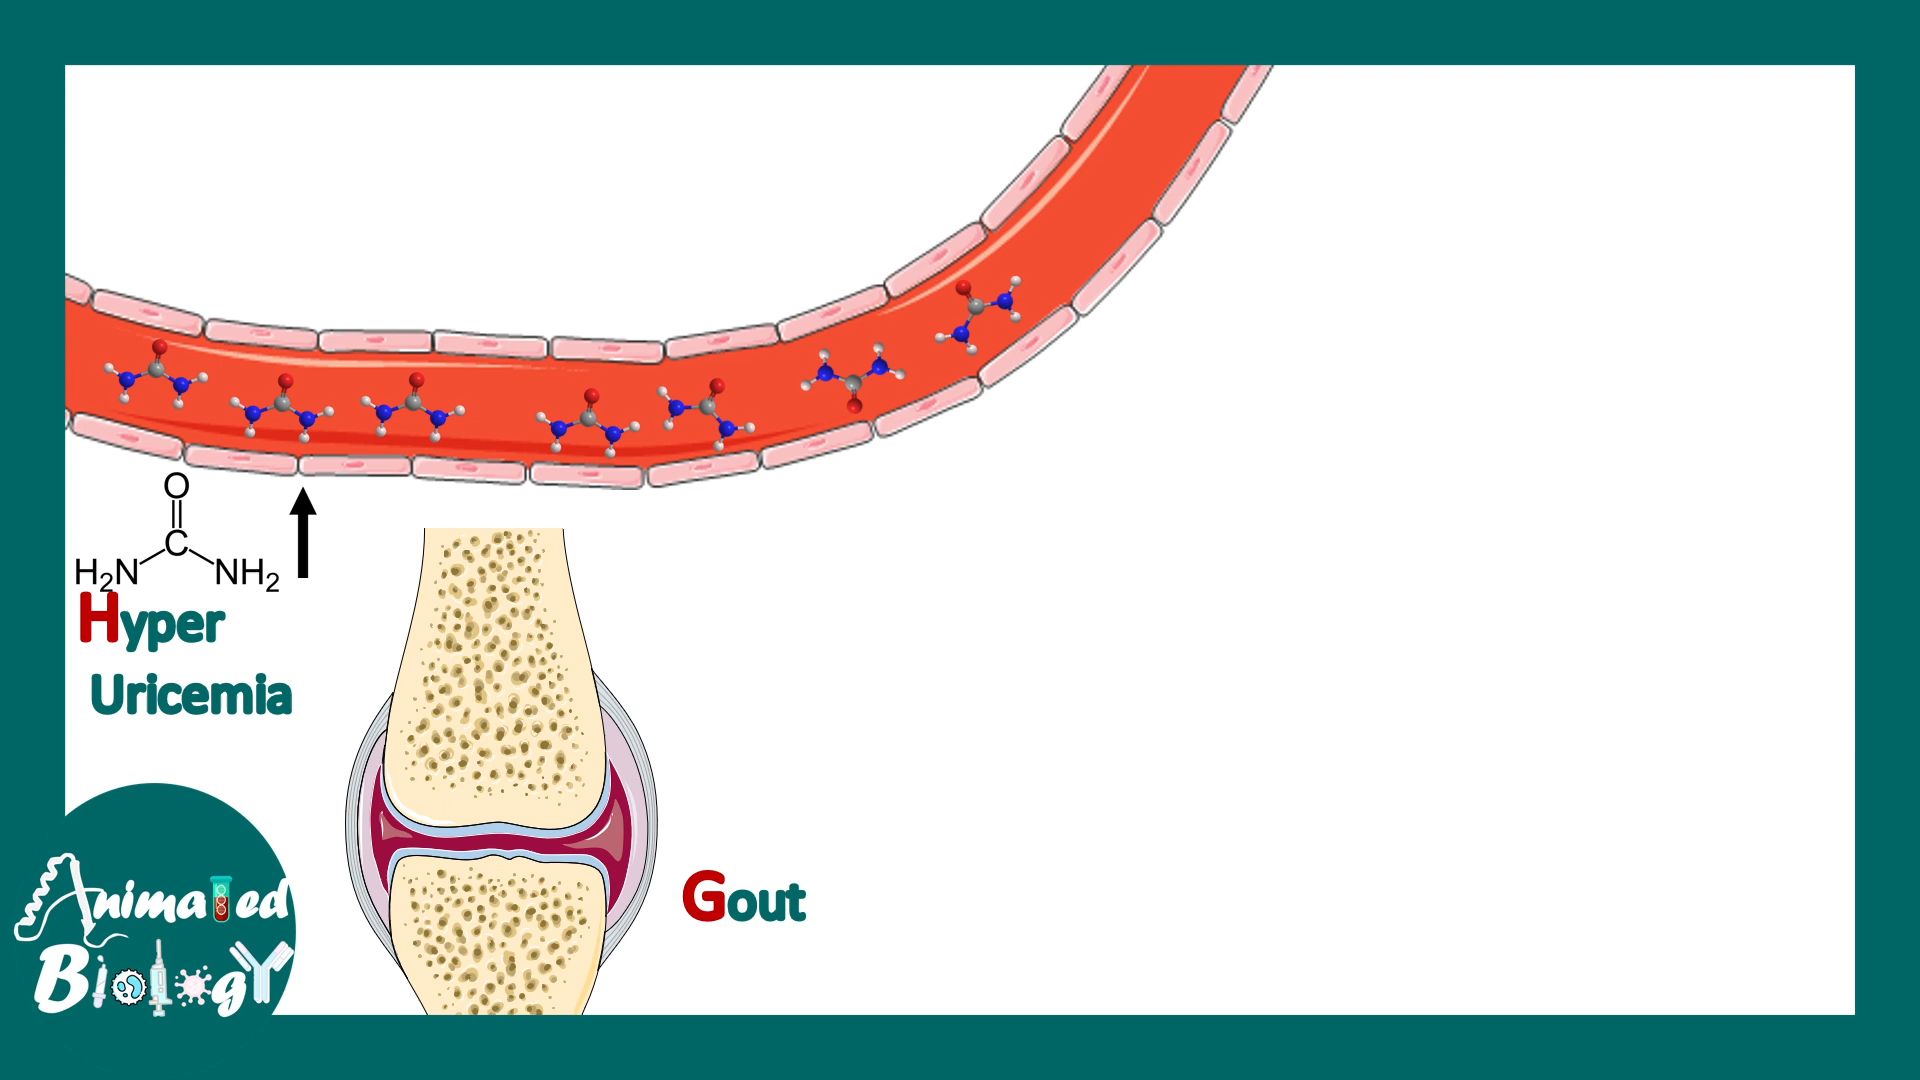 O
C
H₂N NH₂
Hyper
Uricemia
Gout
Animated
Biology